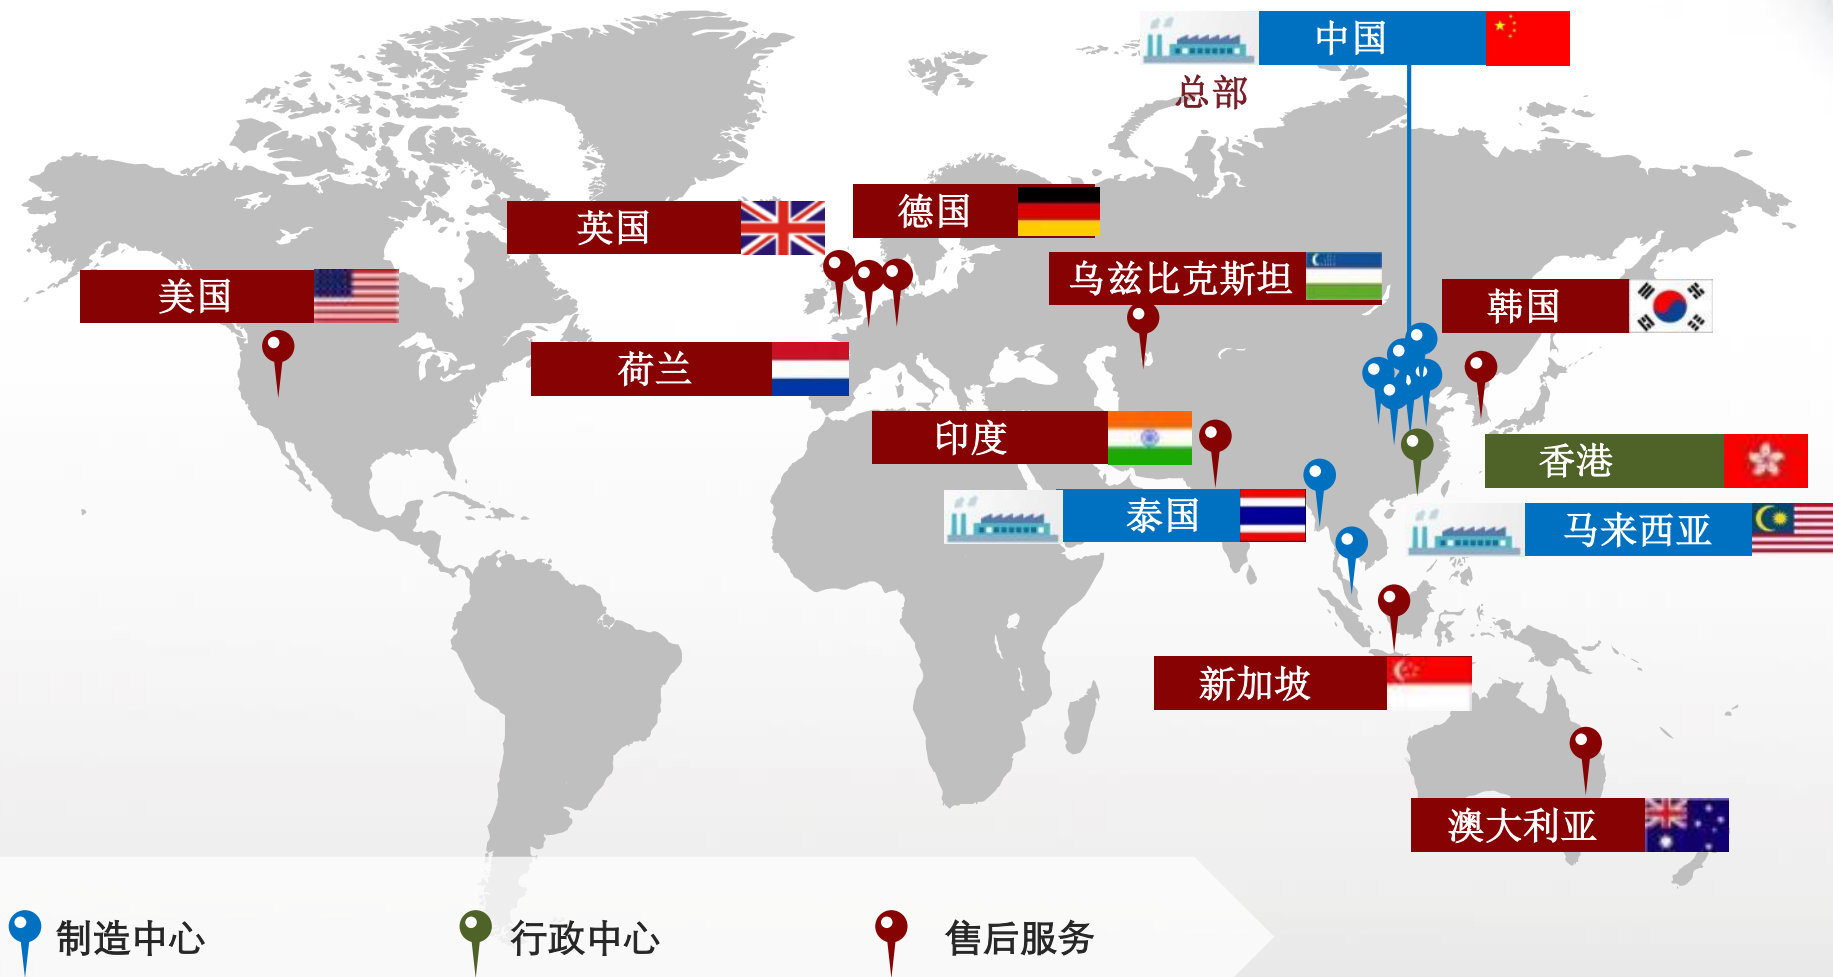 中国
总部
德国
英国
乌兹比克斯坦
美国
韩国
荷兰
印度
香港
泰国
马来西亚
新加坡
澳大利亚
制造中心
行政中心
售后服务